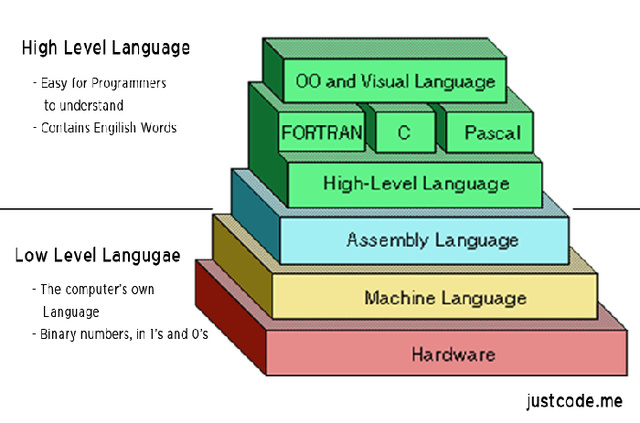 High Level Language
- Easy for Programmers
to understand
- Contains Engilish Words
OO and Visual Language
FORTRAN
C
Pascal
High-Level Language
Assembly Language
Low Level Langugae
- The computer's own
Language
- Binary numbers, in 1's and 0's
Machine Language
Hardware
justcode.me